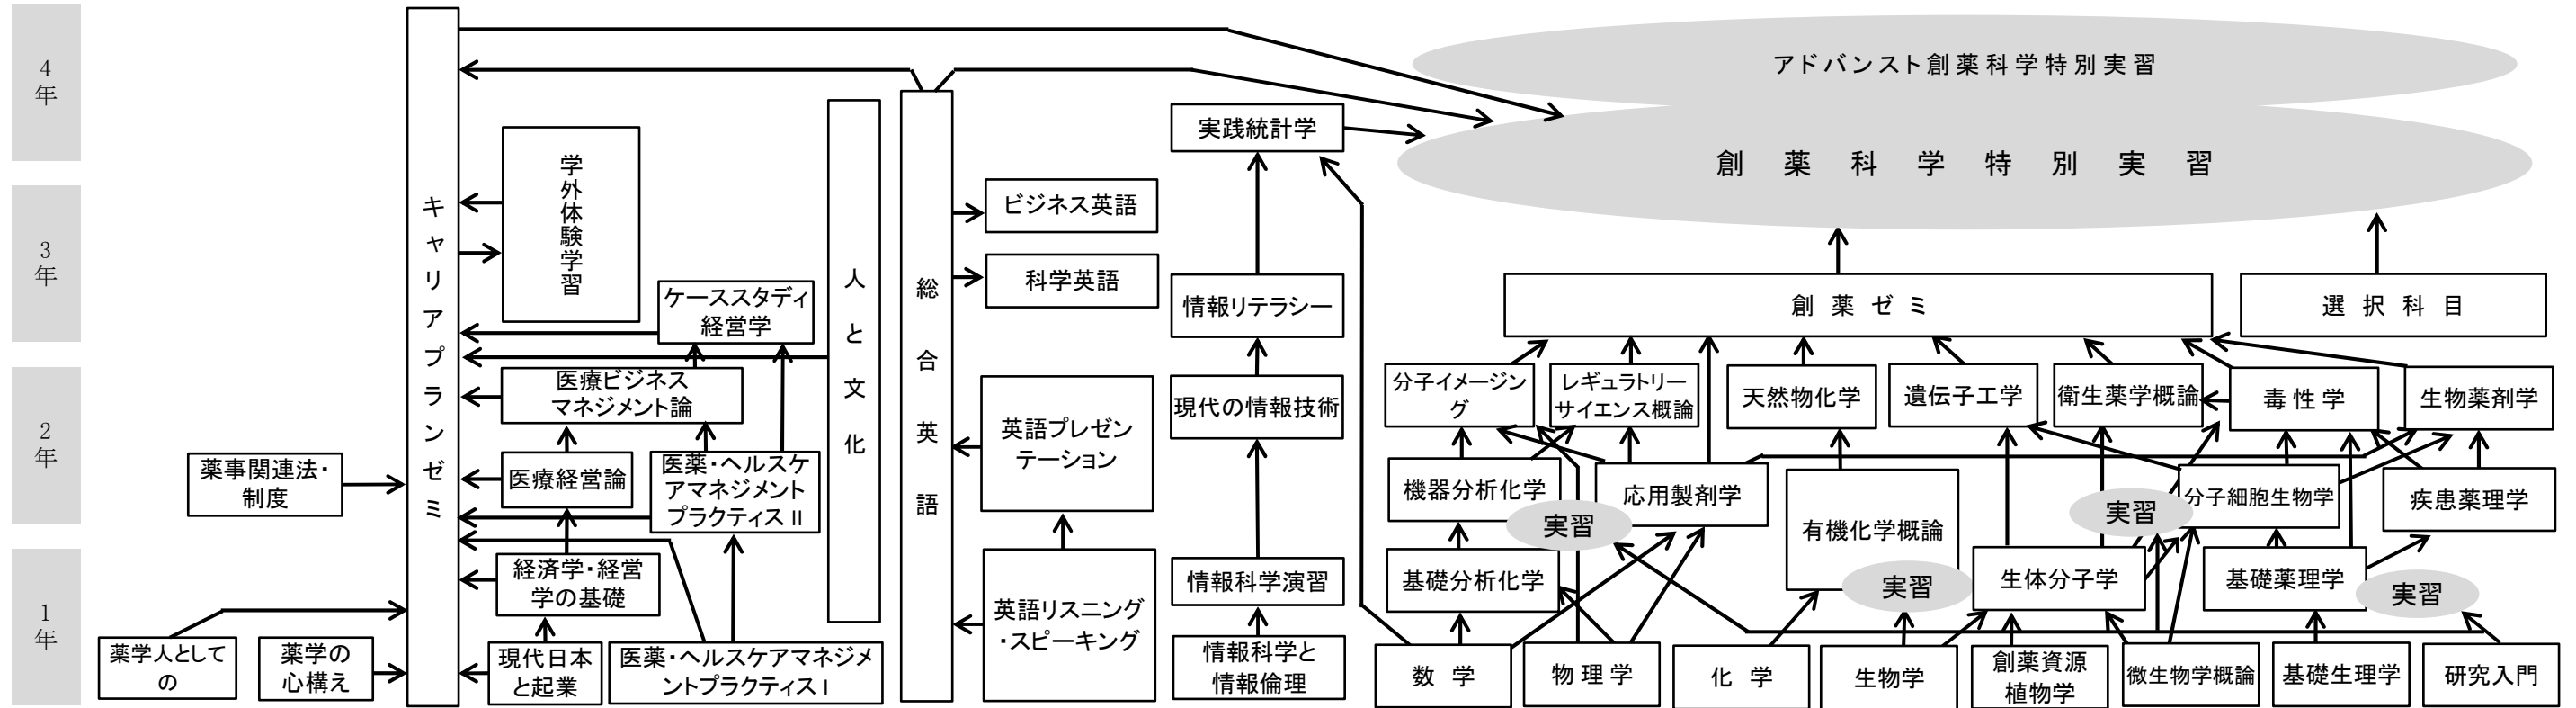 4
年
3
年
2
年
1
年
キャリアプランゼミ
学外体験学習
ケーススタディ
経営学
医療ビジネス
マネジメント論
医療経営論
医薬・ヘルスケ
アマネジメント
プラクティスⅡ
経済学・経営
学の基礎
現代日本
と起業
医薬・ヘルスケアマネジメ
ントプラクティスⅠ
薬事関連法・
制度
薬学人として
の
薬学の
心構え
人と文化
総合英語
ビジネス英語
科学英語
英語プレゼン
テーション
英語リスニング
・スピーキング
実践統計学
情報リテラシー
現代の情報技術
情報科学演習
情報科学と
情報倫理
アドバンスト創薬科学特別実習
創薬科学特別実習
創薬ゼミ
選択科目
分子イメージン
グ
レギュラトリー
サイエンス概論
天然物化学
遺伝子工学
衛生薬学概論
毒性学
生物薬剤学
機器分析化学
応用製剤学
有機化学概論
分子細胞生物学
疾患薬理学
実習
実習
基礎分析化学
実習
生体分子学
基礎薬理学
実習
数学
物理学
化学
生物学
創薬資源
植物学
微生物学概論
基礎生理学
研究入門